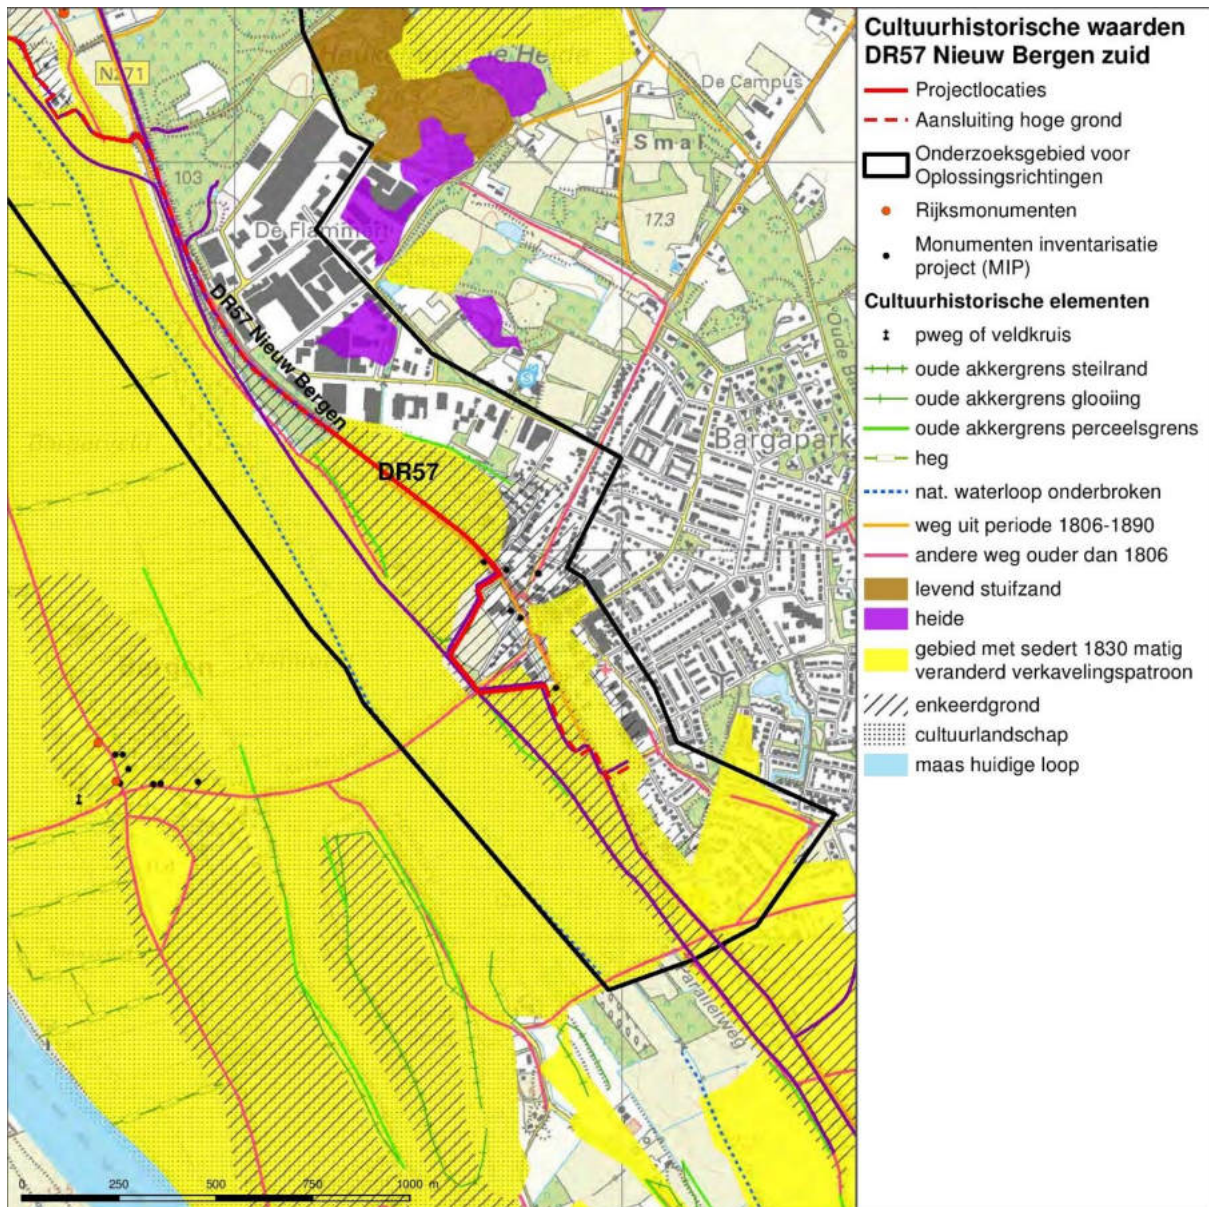 Cultuurhistorische waarden
DR57 Nieuw Bergen zuid
Projectlocaties
Aansluiting hoge grond
Onderzoeksgebied voor
Oplossingsrichtingen
Rijksmonumenten
Monumenten inventarisatie
project (MIP)
Cultuurhistorische elementen
pweg of veldkruis
oude akkergrens steilrand
oude akkergrens glooiing
oude akkergrens perceelsgrens
heg
nat. waterloop onderbroken
weg uit periode 1806-1890
andere weg ouder dan 1806
levend stuifzand
heide
gebied met sedert 1830 matig
veranderd verkavelingspatroon
enkeerdgrond
cultuurlandschap
maas huidige loop
N271
De Campus
Smal
103
17.3
De Flammert
DR57 Nieuw Bergen
DR57
Bargapark
Oude
Bergen
Parallelweg
0 250 500 750 1000 m